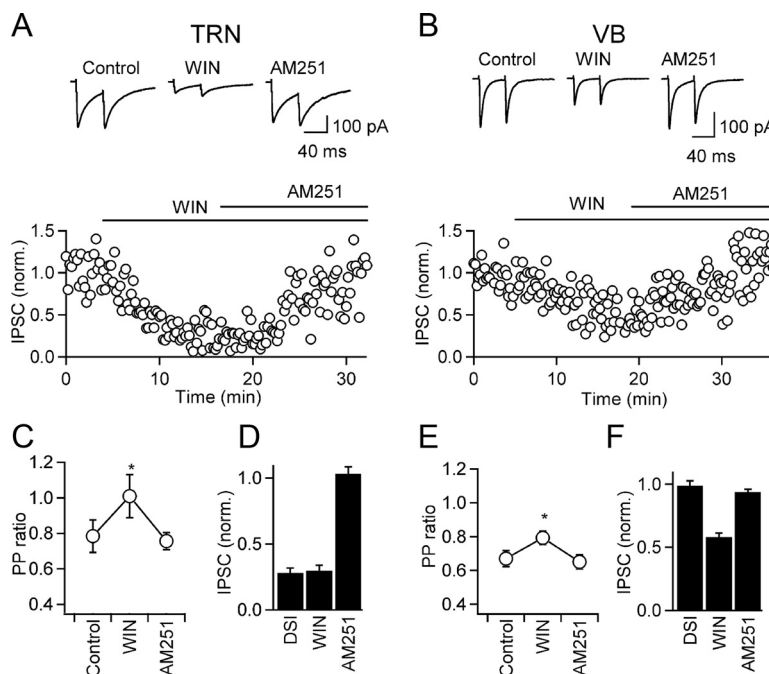 A
TRN
Control
WIN
AM251
100 pA
40 ms
WIN
AM251
IPSC (norm.)
1.5
1.0
0.5
0.0
0
10
20
30
Time (min)
B
VB
Control
WIN
AM251
100 pA
40 ms
WIN
AM251
IPSC (norm.)
1.5
1.0
0.5
0.0
0
10
20
30
Time (min)
C
PP ratio
1.2
1.0
0.8
0.6
0.4
*
Control
WIN
AM251
D
IPSC (norm.)
1.0
0.5
0.0
DSI
WIN
AM251
E
PP ratio
1.2
1.0
0.8
0.6
0.4
*
Control
WIN
AM251
F
IPSC (norm.)
1.0
0.5
0.0
DSI
WIN
AM251